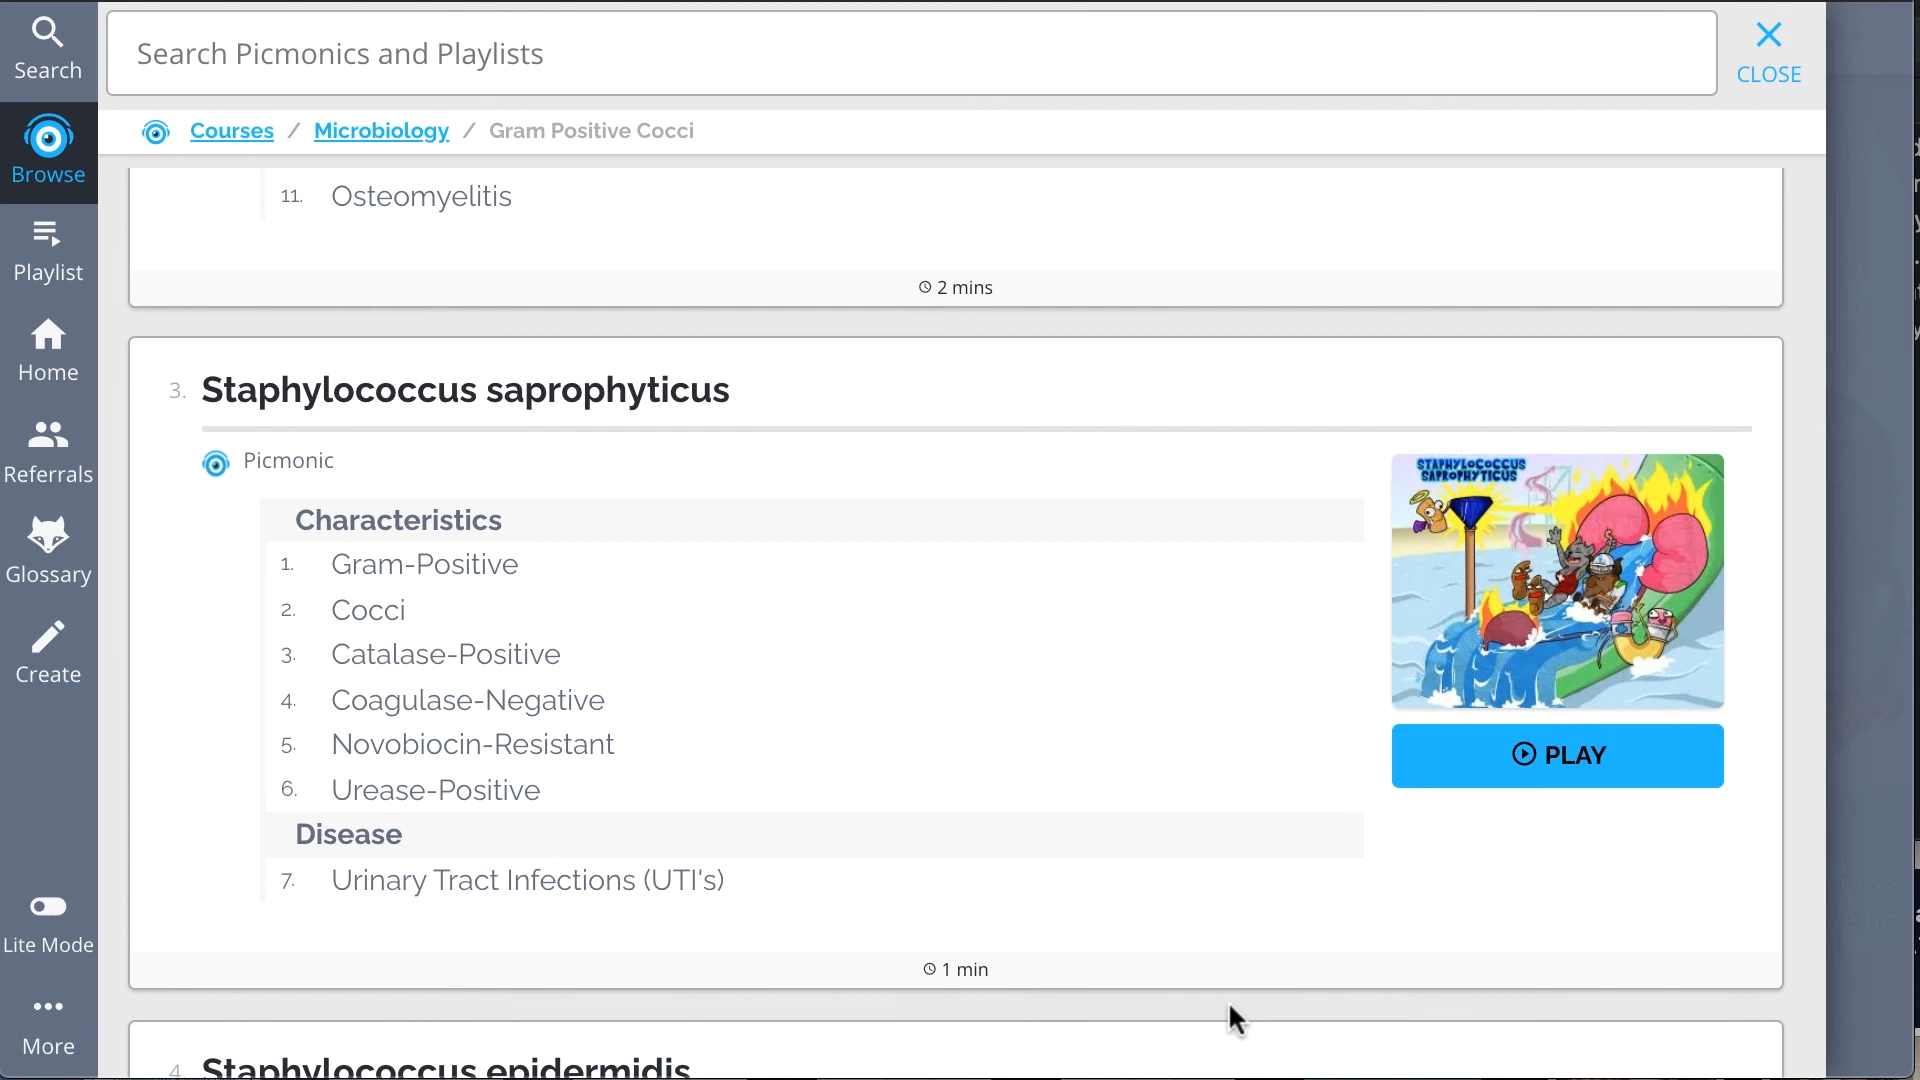 Search Picmonics and Playlists
CLOSE
Search
Browse
Playlist
Home
Referrals
Glossary
Create
Lite Mode
More
Courses / Microbiology / Gram Positive Cocci
11. Osteomyelitis
2 mins
3. Staphylococcus saprophyticus
Picmonic
Characteristics
1. Gram-Positive
2. Cocci
3. Catalase-Positive
4. Coagulase-Negative
5. Novobiocin-Resistant
6. Urease-Positive
Disease
7. Urinary Tract Infections (UTI's)
STAPHYLOCOCCUS
SAPROPHYTICUS
PLAY
1 min
4. Staphylococcus epidermidis